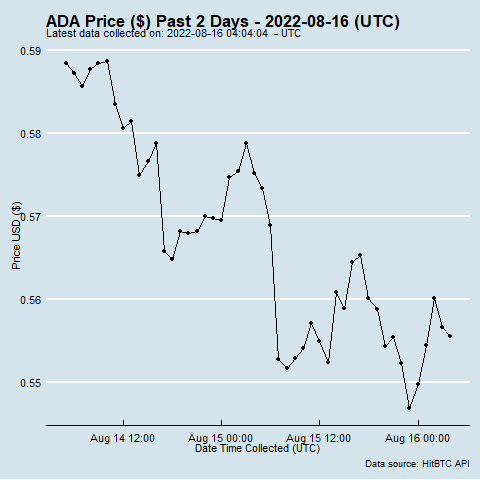 ADA Price ($) Past 2 Days - 2022-08-16 (UTC)
Latest data collected on: 2022-08-16 04:04:04 - UTC
0.59
0.58
0.57
0.56
0.55
Price USD ($)
Aug 14 12:00 Aug 15 00:00 Aug 15 12:00 Aug 16 00:00
Date Time Collected (UTC)
Data source: HitBTC API